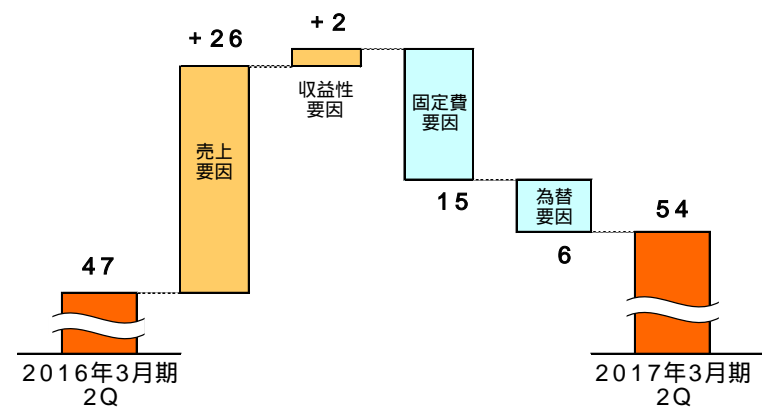 +2
+26
収益性
要因
固定費
要因
売上
要因
15
為替
要因
54
6
47
2016年3月期
2Q
2017年3月期
2Q